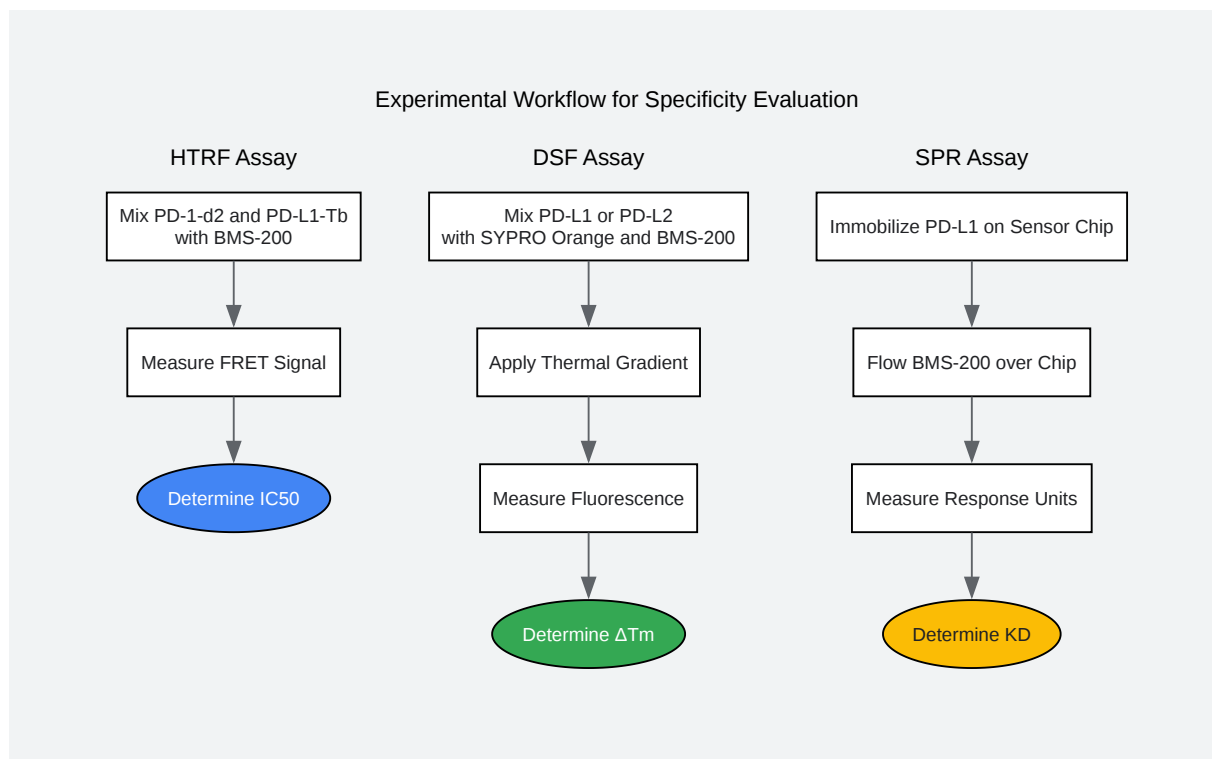 Experimental Workflow for Specificity Evaluation
HTRF Assay
Mix PD-1-d2 and PD-L1-Tb
with BMS-200
Measure FRET Signal
Determine IC50
DSF Assay
Mix PD-L1 or PD-L2
with SYPRO Orange and BMS-200
Apply Thermal Gradient
Measure Fluorescence
Determine ΔTm
SPR Assay
Immobilize PD-L1 on Sensor Chip
Flow BMS-200 over Chip
Measure Response Units
Determine KD